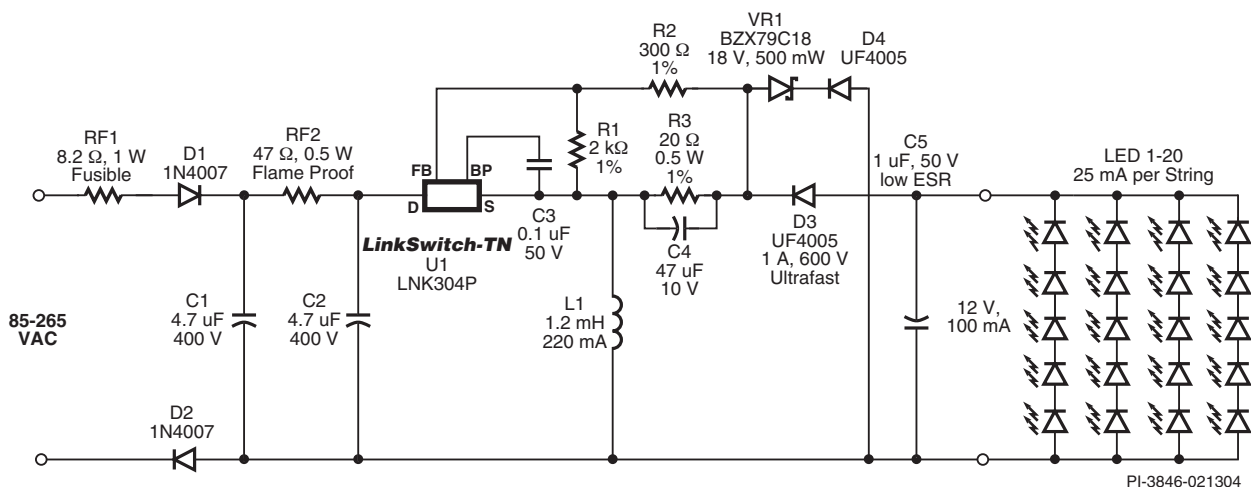 RF1
8.2 Ω, 1 W
Fusible
D1
1N4007
RF2
47 Ω, 0.5 W
Flame Proof
FB
BP
D
S
LinkSwitch-TN
U1
LNK304P
C3
0.1 uF
50 V
R1
2 kΩ
1%
R2
300 Ω
1%
R3
20 Ω
0.5 W
1%
C4
47 uF
10 V
VR1
BZX79C18
18 V, 500 mW
D4
UF4005
D3
UF4005
1 A, 600 V
Ultrafast
C5
1 uF, 50 V
low ESR
LED 1-20
25 mA per String
85-265
VAC
C1
4.7 uF
400 V
C2
4.7 uF
400 V
L1
1.2 mH
220 mA
12 V,
100 mA
D2
1N4007
PI-3846-021304